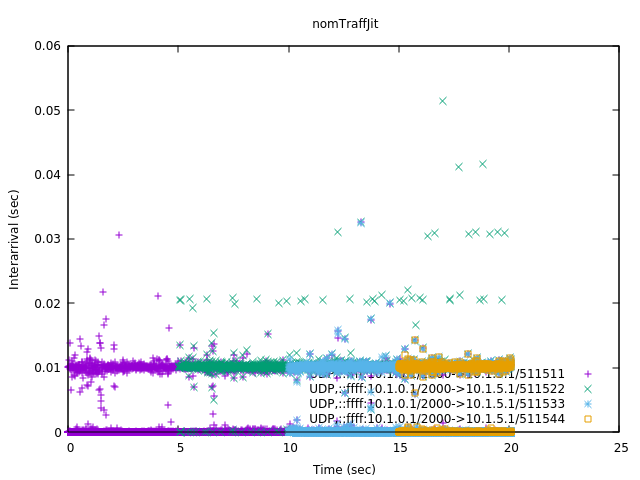 nomTraffJit
0.06
0.05
0.04
0.03
0.02
0.01
0
Interarrival (sec)
UDP,::ffff:10.1.0.1/2000->10.1.5.1/511511
UDP,::ffff:10.1.0.1/2000->10.1.5.1/511522
UDP,::ffff:10.1.0.1/2000->10.1.5.1/511533
UDP,::ffff:10.1.0.1/2000->10.1.5.1/511544
0 5 10 15 20 25
Time (sec)